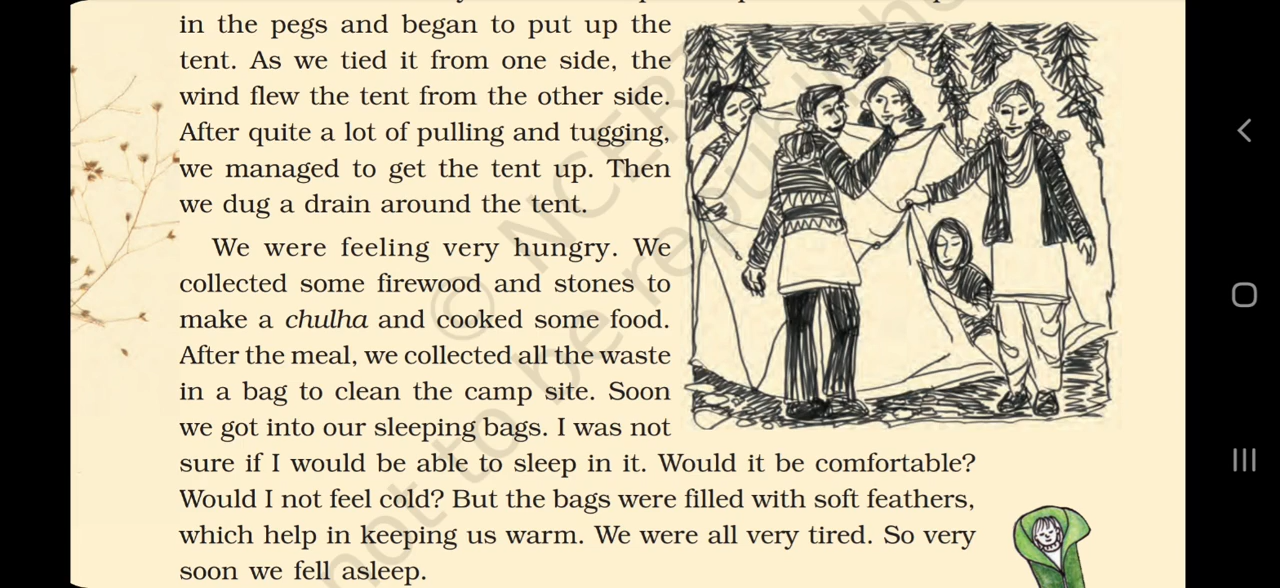 in the pegs and began to put up the
tent. As we tied it from one side, the
wind flew the tent from the other side.
After quite a lot of pulling and tugging,
we managed to get the tent up. Then
we dug a drain around the tent.
We were feeling very hungry. We
collected some firewood and stones to
make a chulha and cooked some food.
After the meal, we collected all the waste
in a bag to clean the camp site. Soon
we got into our sleeping bags. I was not
sure if I would be able to sleep in it. Would it be comfortable?
Would I not feel cold? But the bags were filled with soft feathers,
which help in keeping us warm. We were all very tired. So very
soon we fell asleep.
© NCERT
not to be republished